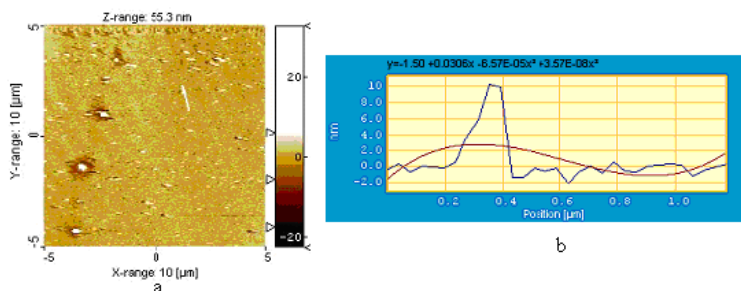 Z-range: 55.3 nm
Y-range: 10 [µm]
5
0
-5
-5
0
5
X-range: 10 [µm]
a
20
0
-20
y=-1.50 +0.0306x -6.57E-05x² +3.57E-08x³
nm
10
8.0
6.0
4.0
2.0
0.0
-2.0
0.2
0.4
0.6
0.8
1.0
Position [µm]
b